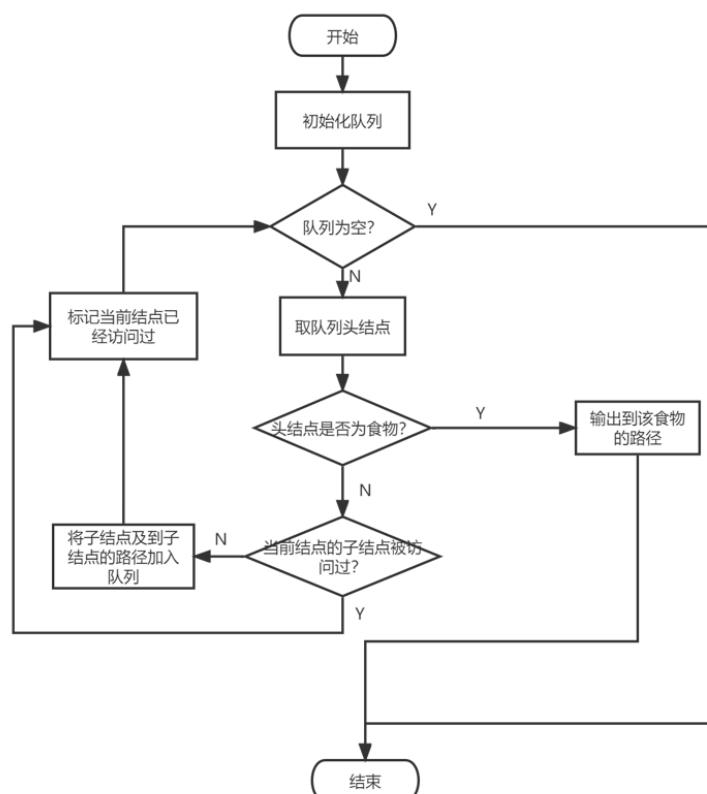 开始
初始化队列
队列为空?
Y
N
标记当前结点已
经访问过
取队列头结点
头结点是否为食物?
Y
输出到该食物
的路径
N
将子结点及到子
结点的路径加入
队列
N
当前结点的子结点被访
问过?
Y
结束